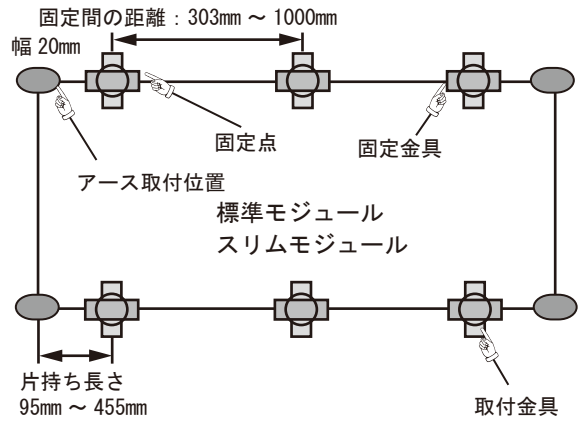 固定間の距離：303mm ～ 1000mm
幅 20mm
固定点
固定金具
アース取付位置
標準モジュール
スリムモジュール
片持ち長さ
95mm ～ 455mm
取付金具